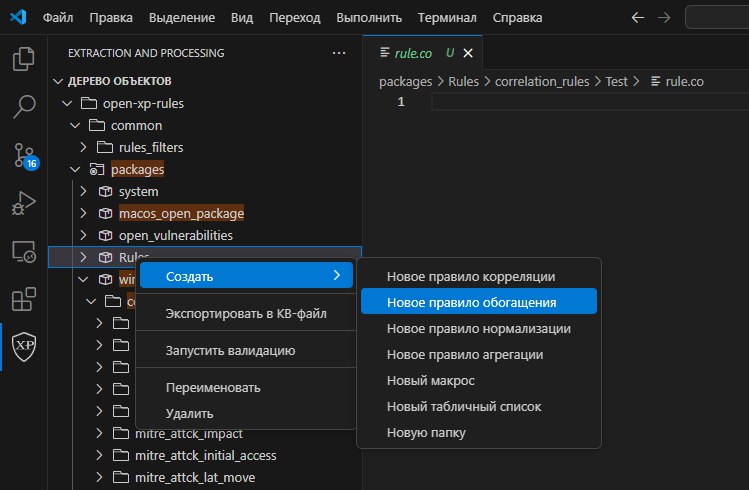 Файл Правка Выделение Вид Переход Выполнить Терминал Справка
EXTRACTION AND PROCESSING ...
rule.co U
ДЕРЕВО ОБЪЕКТОВ
packages > Rules > correlation_rules > Test > rule.co
open-xp-rules
1
common
rules_filters
16
packages
system
macos_open_package
open_vulnerabilities
Rules
win
Создать
Новое правило корреляции
Новое правило обогащения
Экспортировать в KB-файл
Новое правило нормализации
Запустить валидацию
Новое правило агрегации
Новый макрос
Переименовать
Новый табличный список
Удалить
Новую папку
mitre_attck_impact
mitre_attck_initial_access
mitre_attck_lat_move
XP